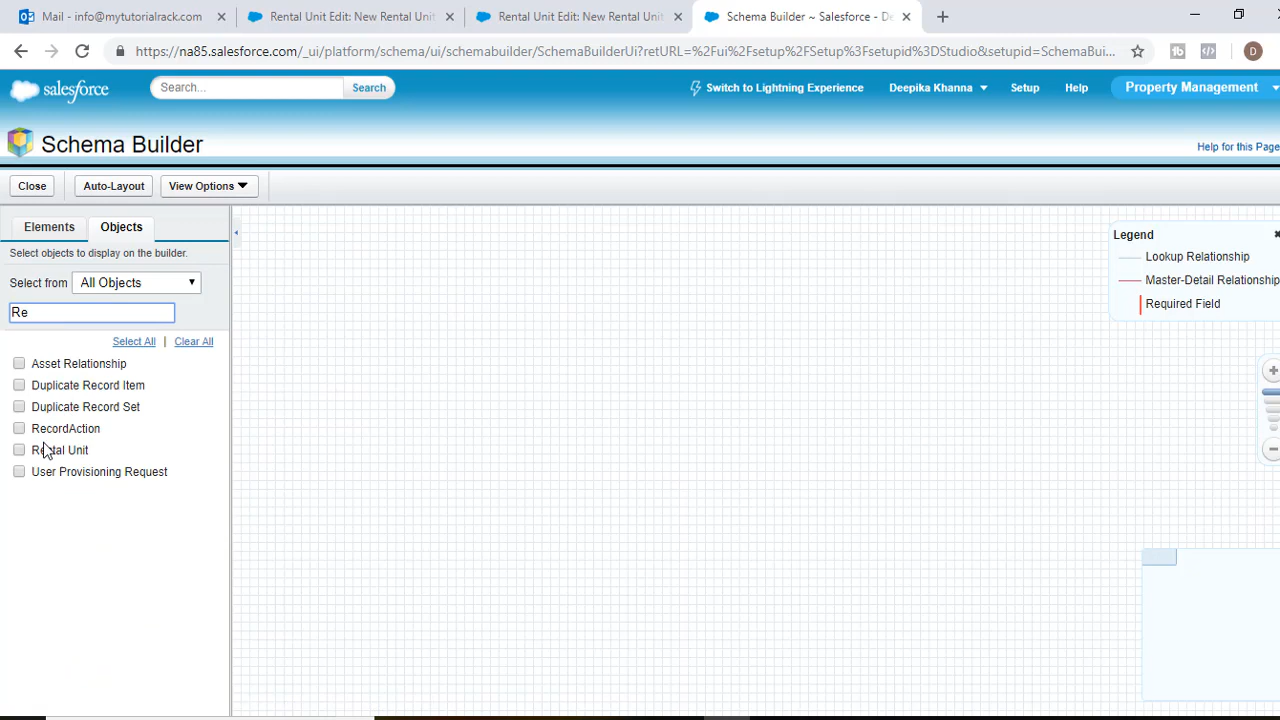 Mail - info@mytutorialrack.com
Rental Unit Edit: New Rental Unit
Rental Unit Edit: New Rental Unit
Schema Builder ~ Salesforce - De
https://na85.salesforce.com/_ui/platform/schema/ui/schemabuilder/SchemaBuilderUi?retURL=%2Fui%2Fsetup%2FSetup%3Fsetupid%3DStudio&setupid=SchemaBui...
D
salesforce
Search...
Search
Switch to Lightning Experience
Deepika Khanna
Setup
Help
Property Management
Schema Builder
Help for this Page
Close
Auto-Layout
View Options
Elements
Objects
Select objects to display on the builder.
Select from
All Objects
Re
Select All | Clear All
Asset Relationship
Duplicate Record Item
Duplicate Record Set
RecordAction
Rental Unit
User Provisioning Request
Legend
Lookup Relationship
Master-Detail Relationship
Required Field